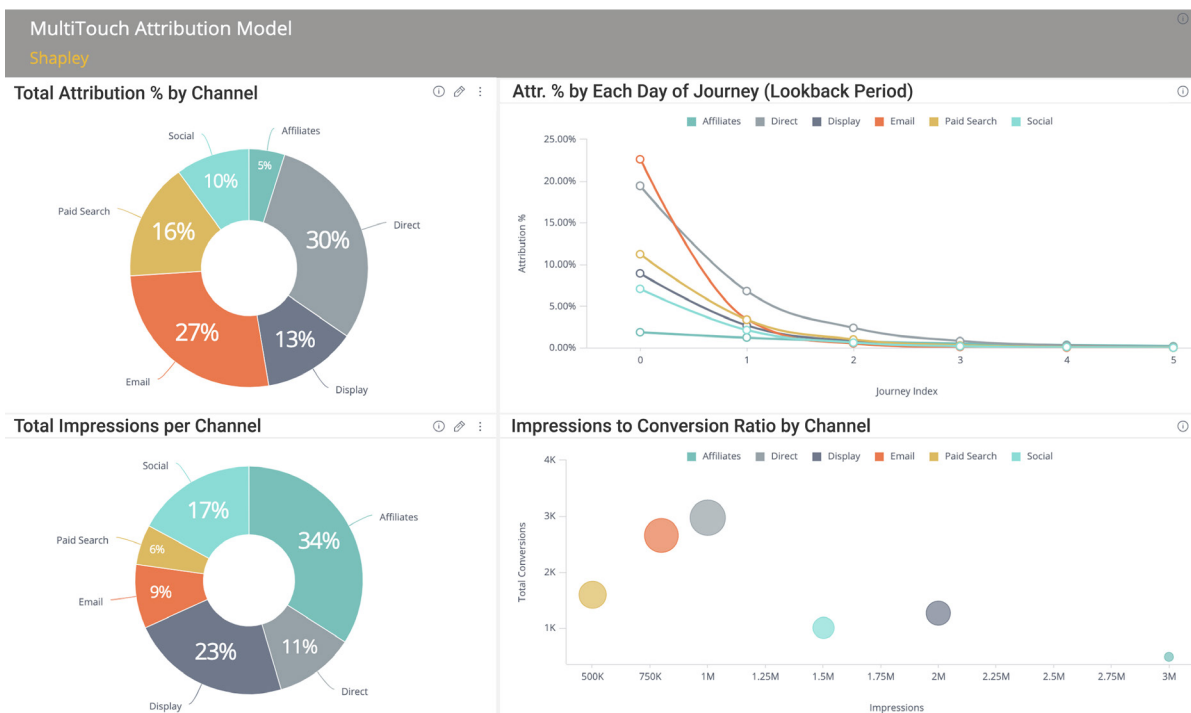 MultiTouch Attribution Model
Shapley
Total Attribution % by Channel
Social
Affiliates
5%
10%
Paid Search
16%
Direct
30%
27%
13%
Email
Display
Attr. % by Each Day of Journey (Lookback Period)
Affiliates Direct Display Email Paid Search Social
25.00%
20.00%
15.00%
10.00%
5.00%
0.00%
Attribution %
0 1 2 3 4 5
Journey Index
Total Impressions per Channel
Social
17%
Affiliates
34%
Paid Search
6%
Email
9%
23%
11%
Direct
Display
Impressions to Conversion Ratio by Channel
Affiliates Direct Display Email Paid Search Social
4K
3K
2K
1K
Total Conversions
500K 750K 1M 1.25M 1.5M 1.75M 2M 2.25M 2.5M 2.75M 3M
Impressions